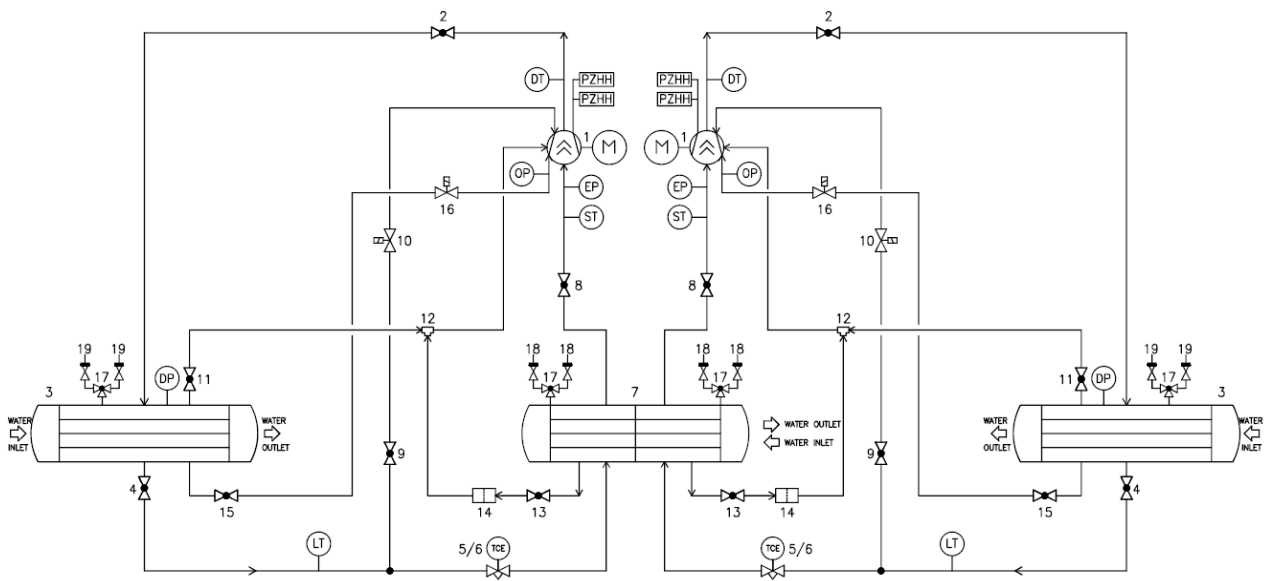 2
2
DT
PZHH
PZHH
PZHH
PZHH
DT
1
M
M
1
OP
EP
EP
OP
16
ST
ST
16
10
10
8
8
12
12
19
19
18
18
18
18
19
19
17
DP
11
17
17
11
DP
17
3
7
3
WATER
INLET
WATER
OUTLET
WATER OUTLET
WATER INLET
WATER
OUTLET
WATER
INLET
9
9
4
15
14
13
13
14
15
4
LT
5/6
TCE
TCE
5/6
LT